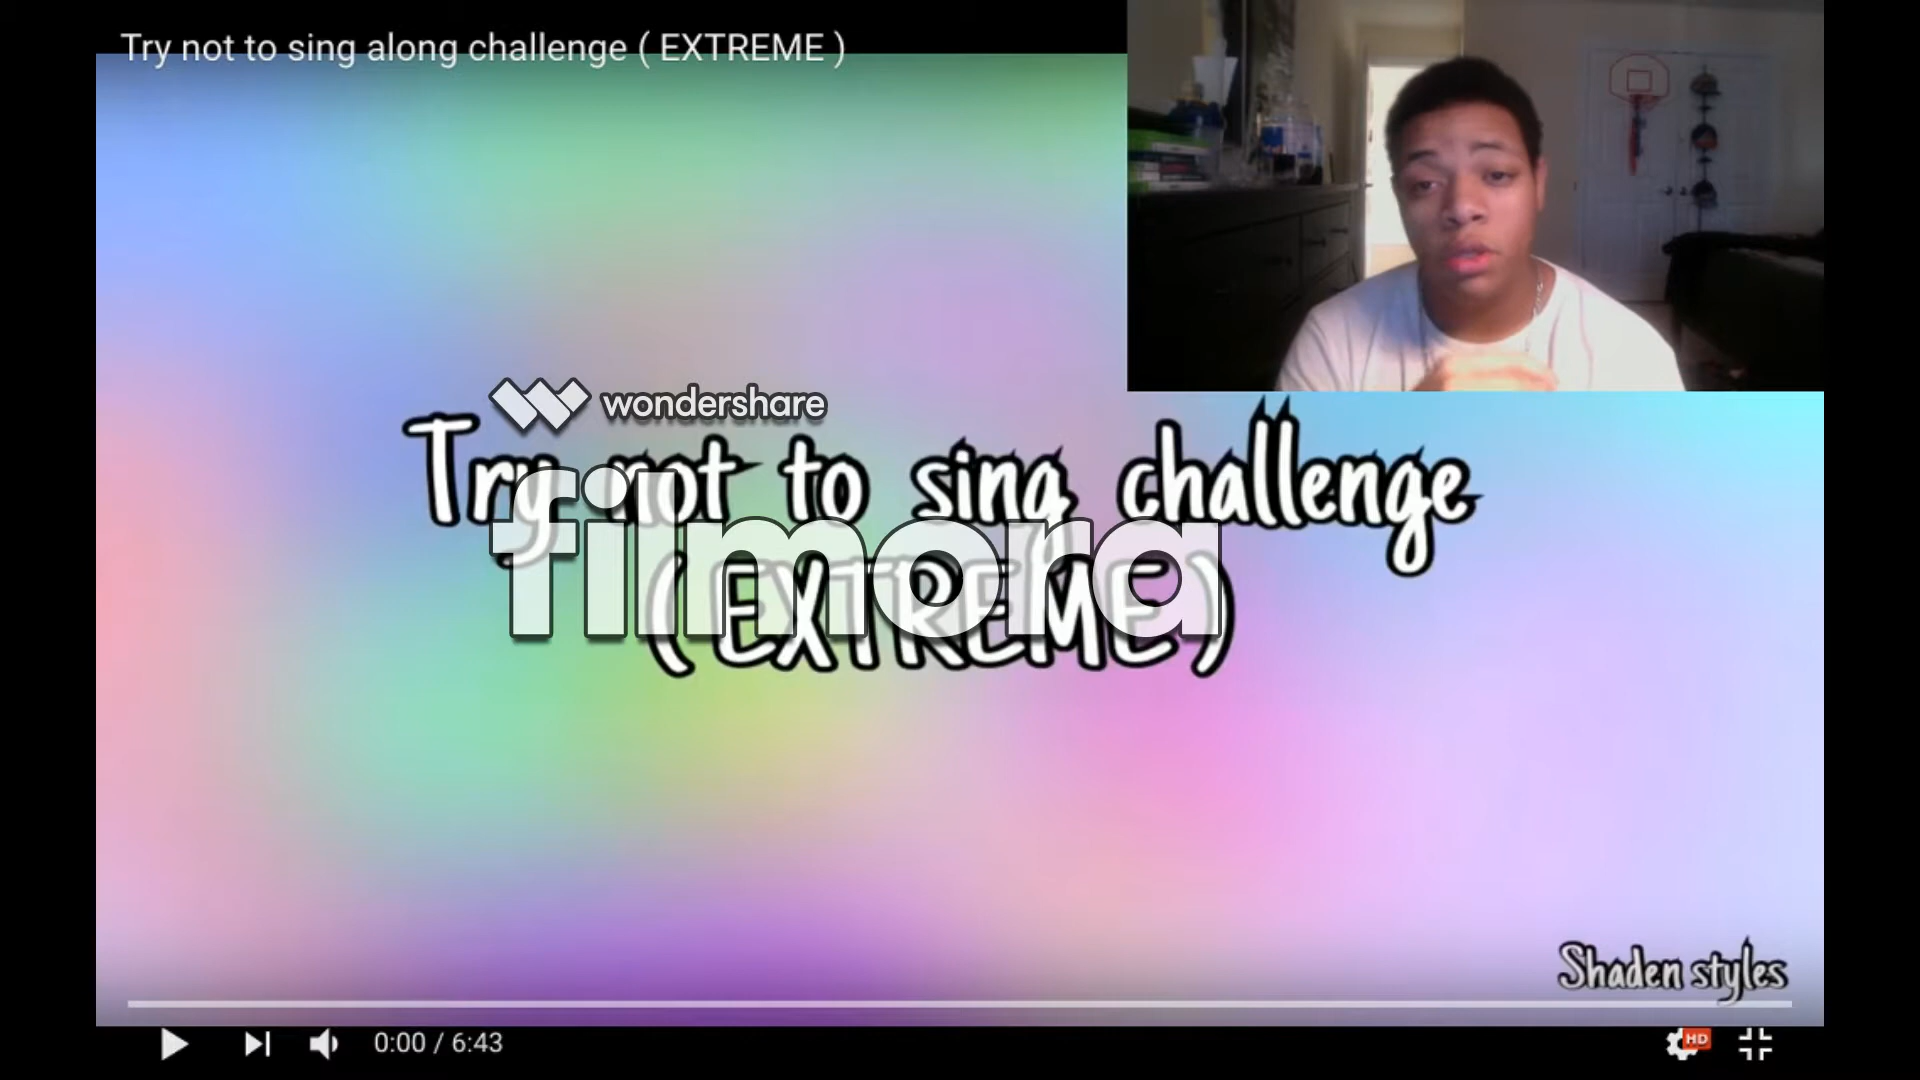 Try not to sing along challenge ( EXTREME )
wondershare
Try not to sing challenge
filmora
( EXTREME )
Shaden styles
0:00 / 6:43
HD